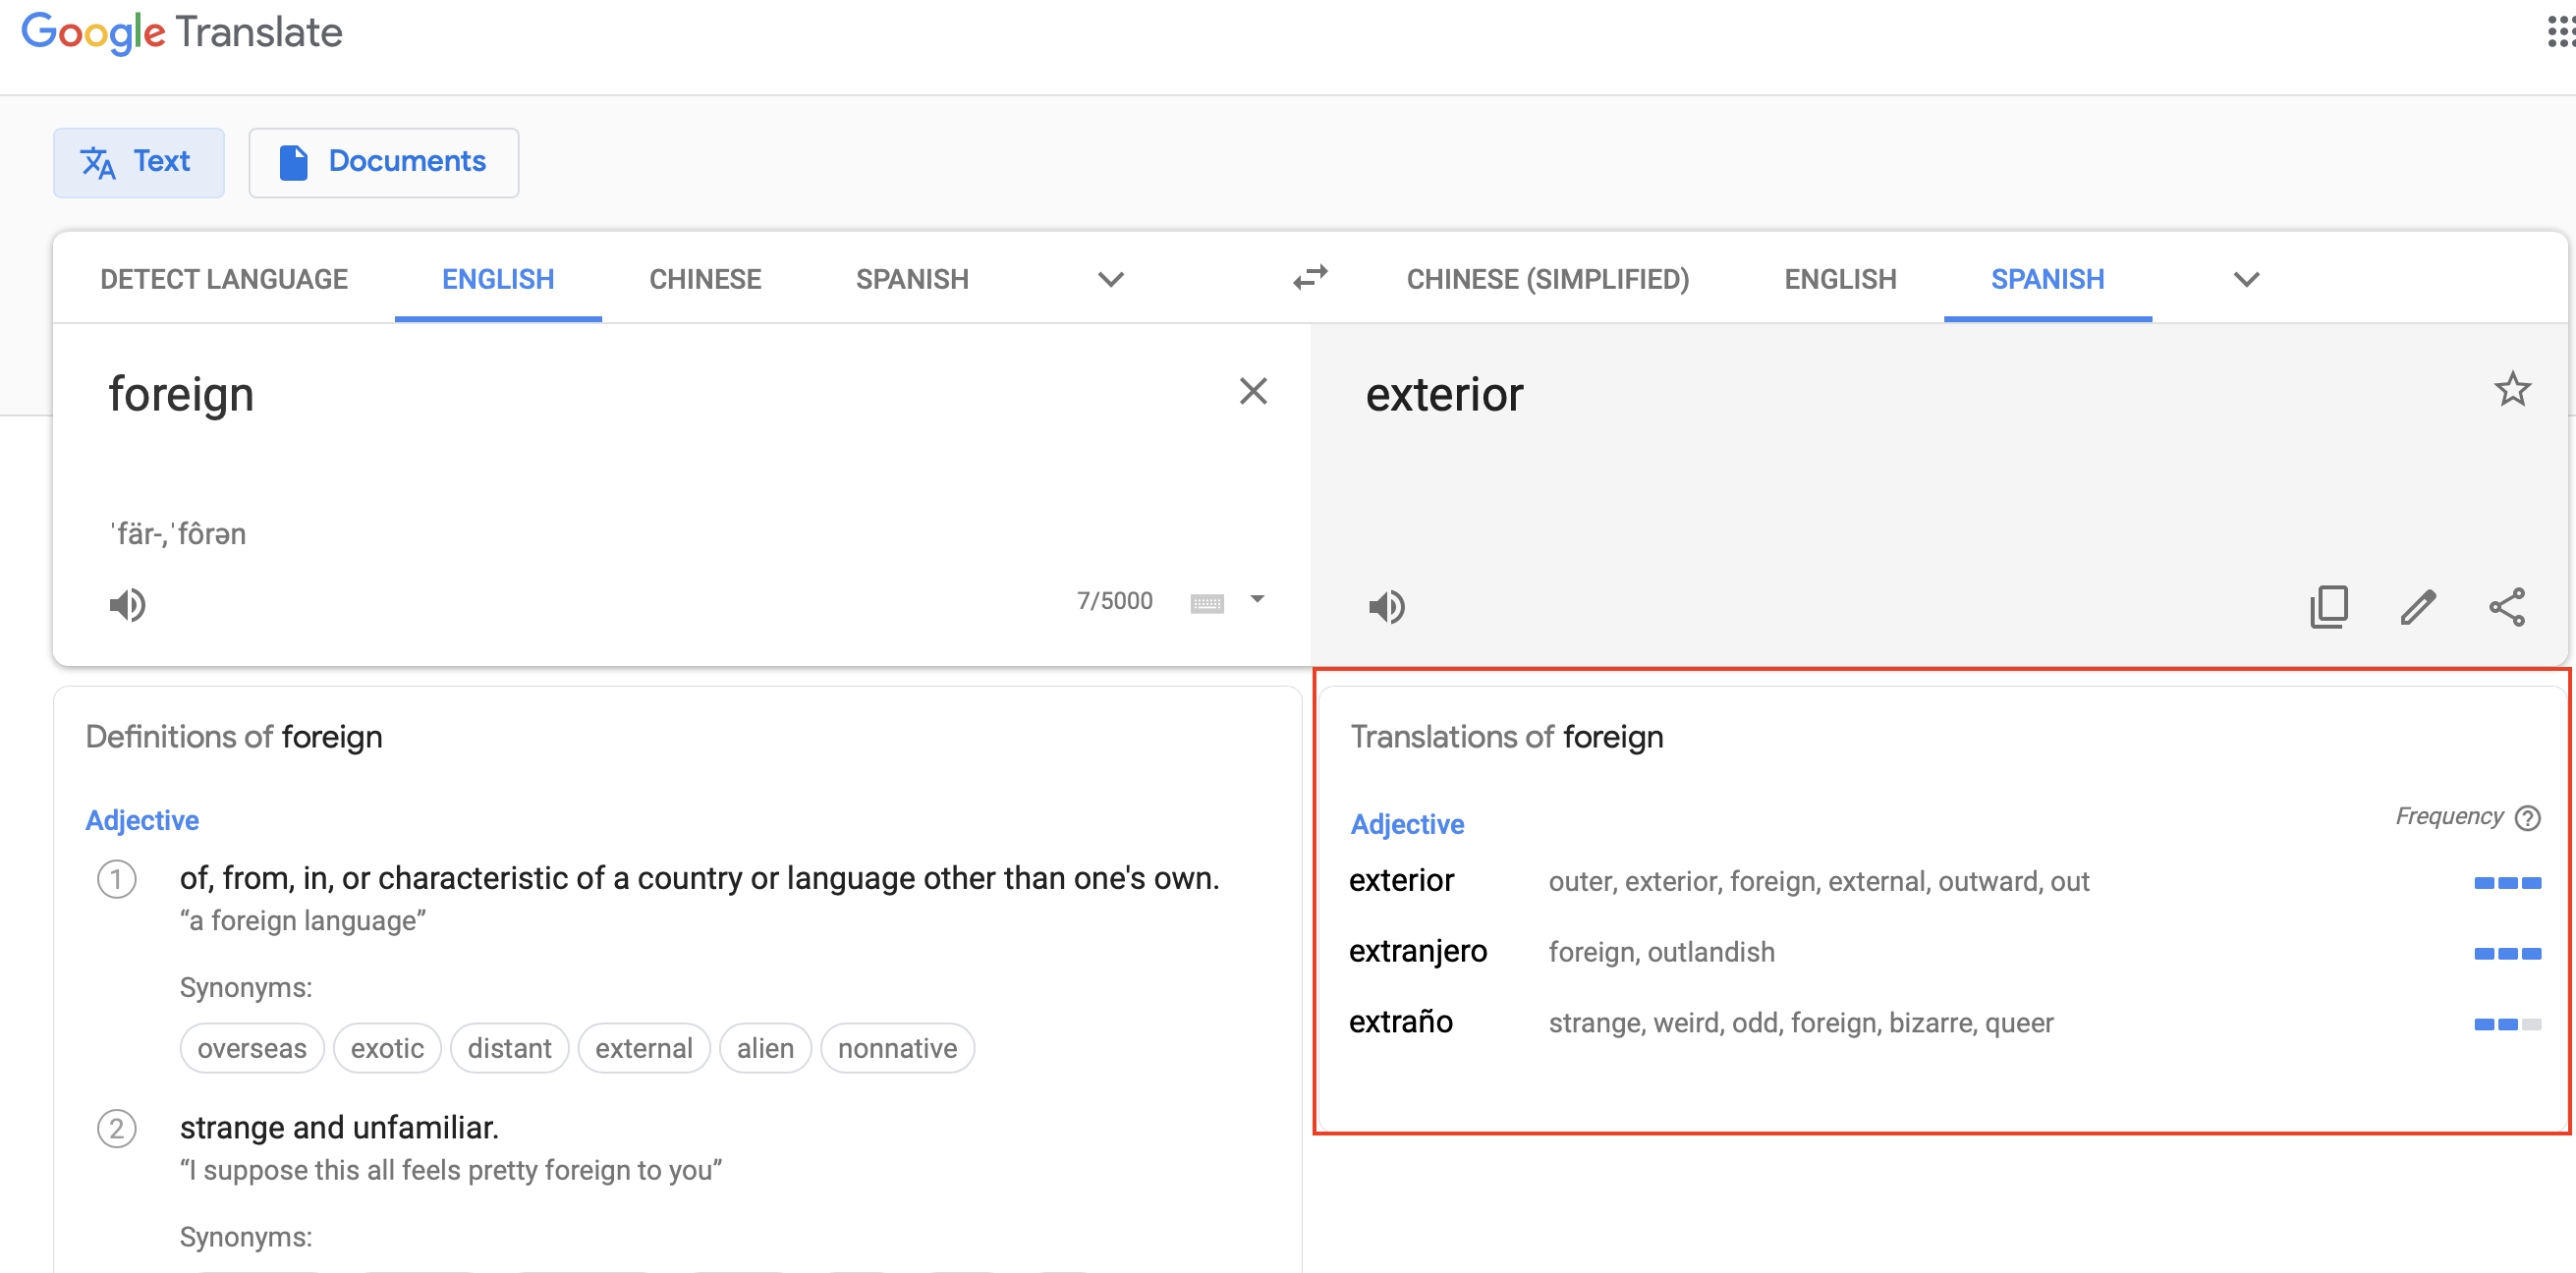 Google Translate
Text
Documents
DETECT LANGUAGE ENGLISH CHINESE SPANISH
CHINESE (SIMPLIFIED) ENGLISH SPANISH
foreign
ˈfär-,ˈfôrən
7/5000
exterior
Definitions of foreign
Adjective
1 of, from, in, or characteristic of a country or language other than one's own.
“a foreign language”
Synonyms:
overseas exotic distant external alien nonnative
2 strange and unfamiliar.
“I suppose this all feels pretty foreign to you”
Synonyms:
Translations of foreign
Adjective Frequency ?
exterior outer, exterior, foreign, external, outward, out
extranjero foreign, outlandish
extraño strange, weird, odd, foreign, bizarre, queer